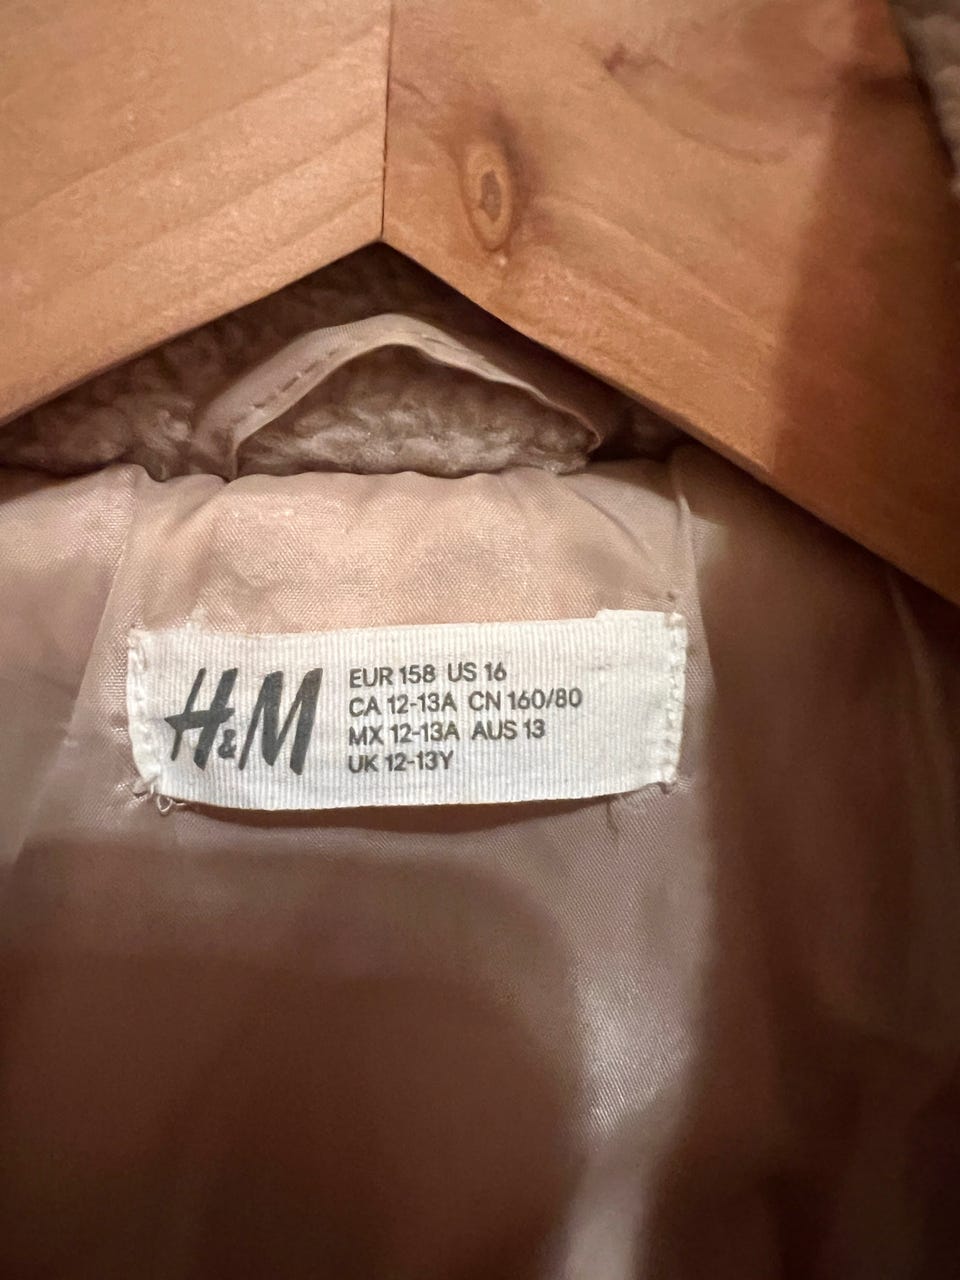 H&M
EUR 158 US 16
CA 12-13A CN 160/80
MX 12-13A AUS 13
UK 12-13Y